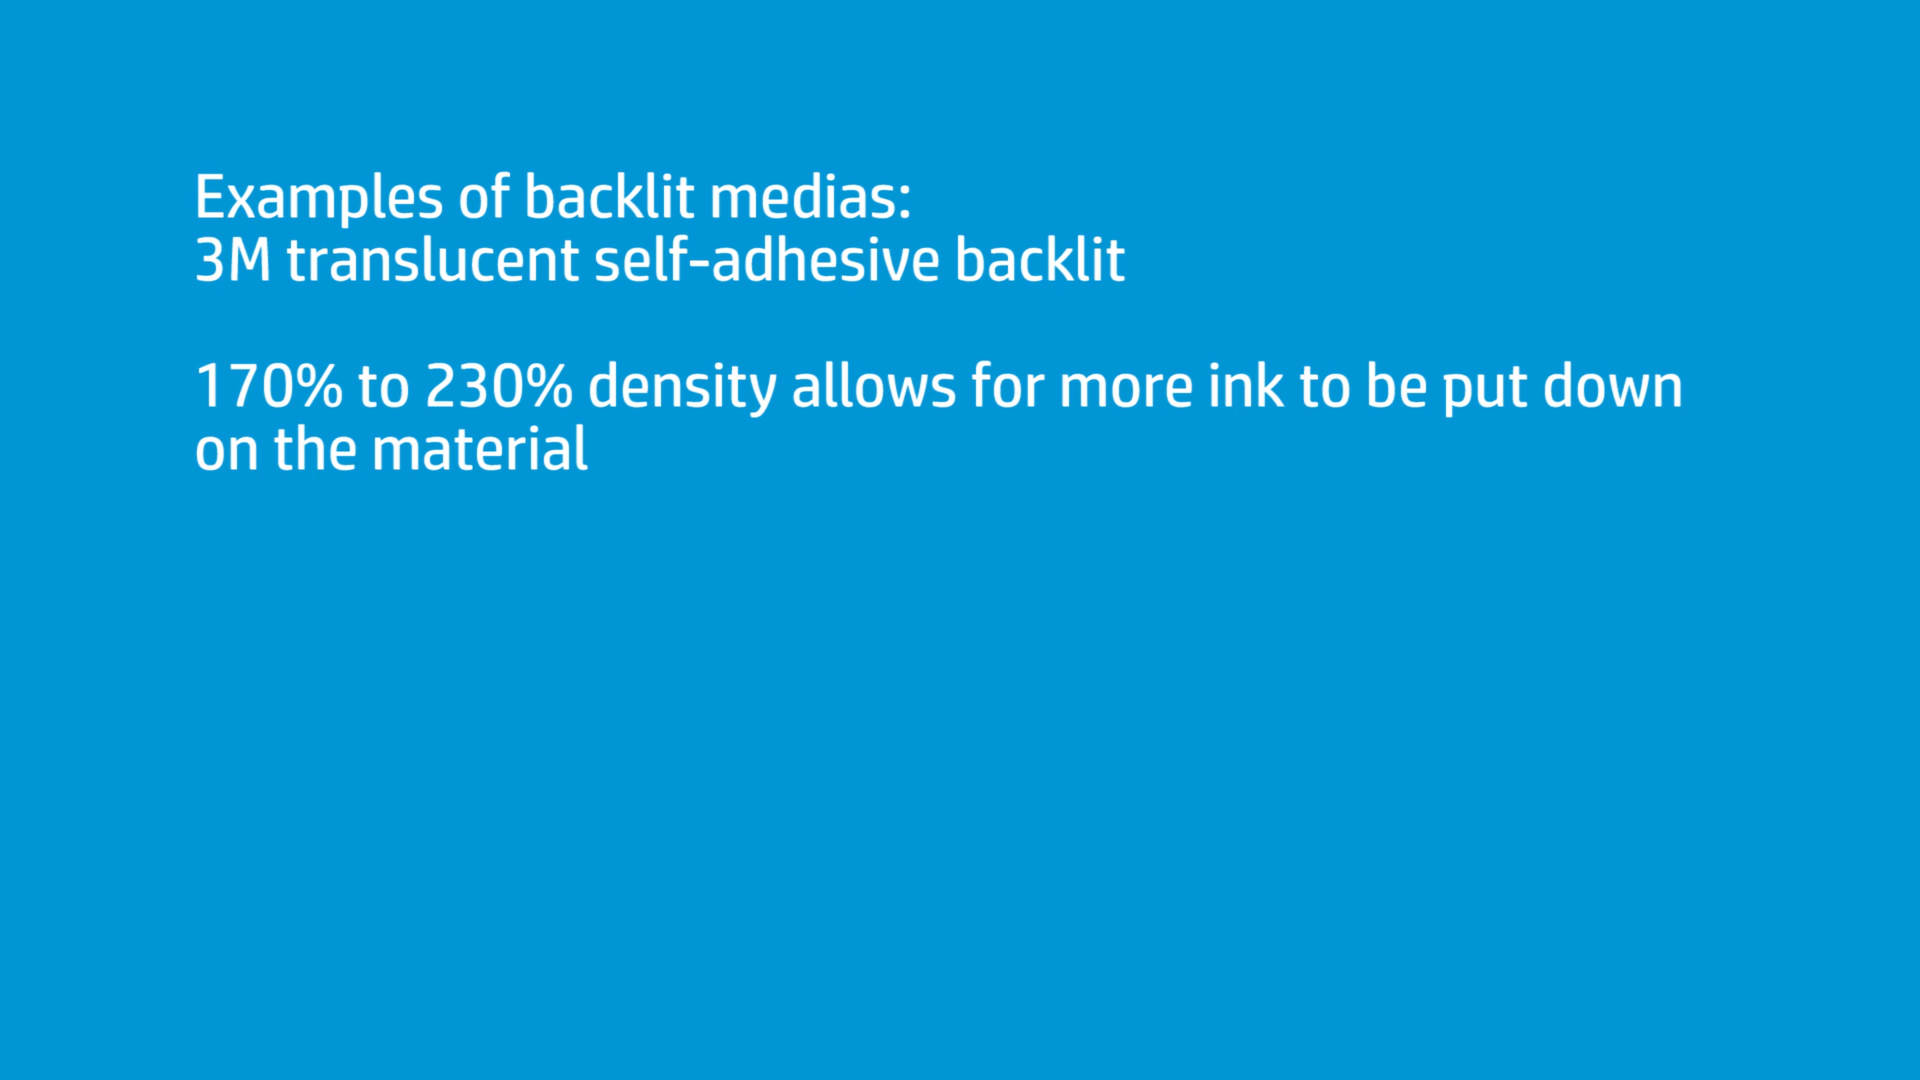 Examples of backlit medias:
3M translucent self-adhesive backlit
170% to 230% density allows for more ink to be put down
on the material